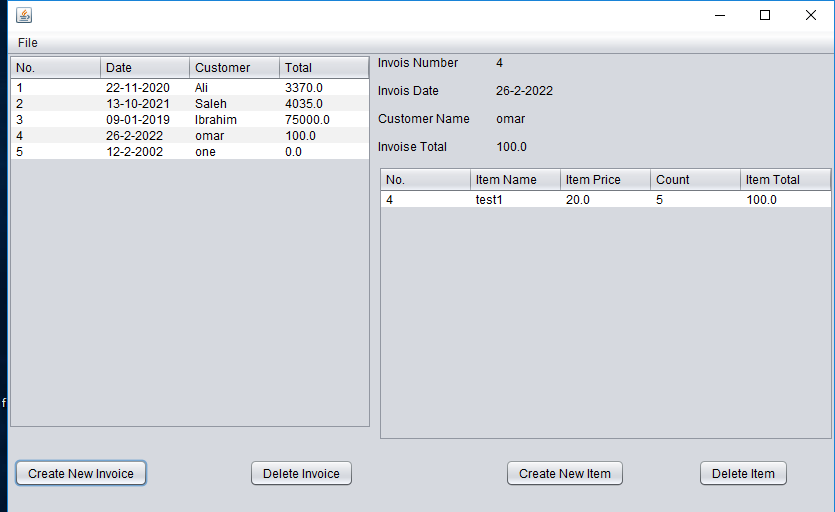 File
No. Date Customer Total
1 22-11-2020 Ali 3370.0
2 13-10-2021 Saleh 4035.0
3 09-01-2019 Ibrahim 75000.0
4 26-2-2022 omar 100.0
5 12-2-2002 one 0.0
Invois Number 4
Invois Date 26-2-2022
Customer Name omar
Invoise Total 100.0
No. Item Name Item Price Count Item Total
4 test1 20.0 5 100.0
f
Create New Invoice Delete Invoice Create New Item Delete Item